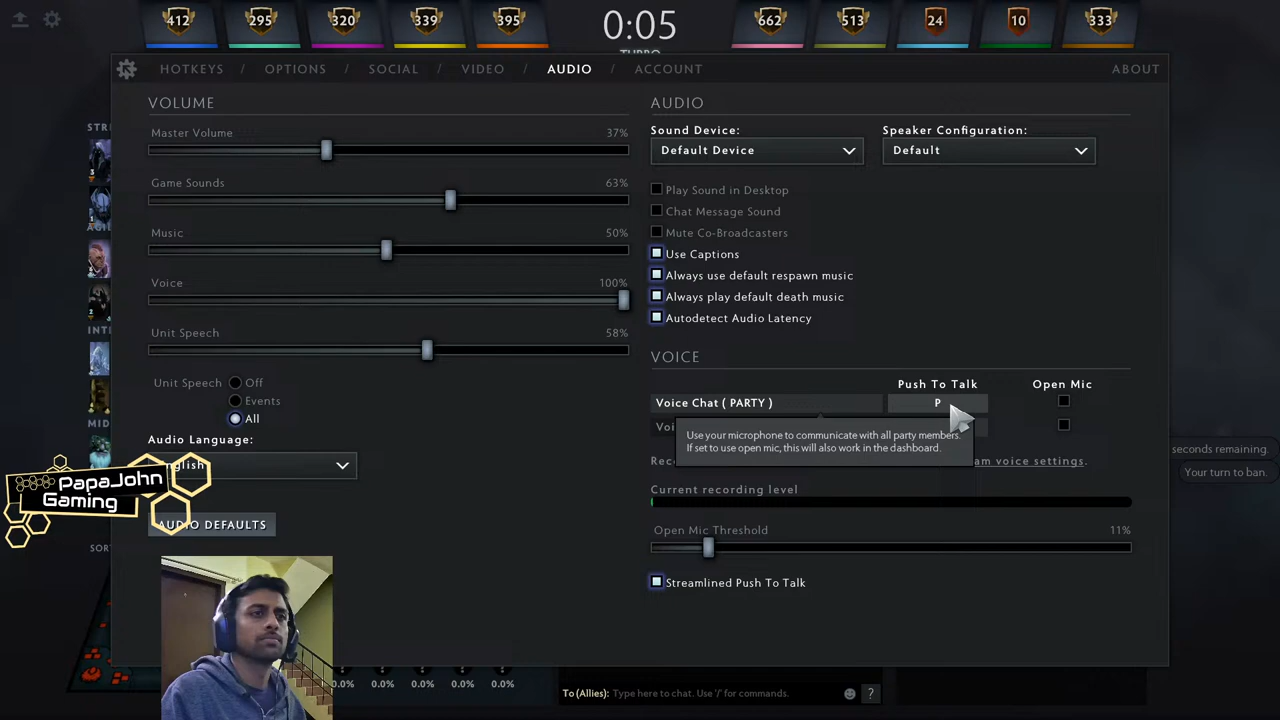 412 295 320 339 395 0:05 662 513 24 10 333
TURBO
HOTKEYS / OPTIONS / SOCIAL / VIDEO / AUDIO / ACCOUNT ABOUT
VOLUME
Master Volume 37%
Game Sounds 63%
Music 50%
Voice 100%
Unit Speech 58%
Unit Speech Off
Events
All
Audio Language:
English
AUDIO DEFAULTS
AUDIO
Sound Device: Speaker Configuration:
Default Device Default
Play Sound in Desktop
Chat Message Sound
Mute Co-Broadcasters
Use Captions
Always use default respawn music
Always play default death music
Autodetect Audio Latency
VOICE
Push To Talk Open Mic
Voice Chat ( PARTY ) P
Use your microphone to communicate with all party members.
If set to use open mic, this will also work in the dashboard.
voice settings.
Current recording level
Open Mic Threshold 11%
Streamlined Push To Talk
seconds remaining.
Your turn to ban.
PapaJohn
Gaming
0.0% 0.0% 0.0% 0.0%
To (Allies): Type here to chat. Use '/' for commands. ?